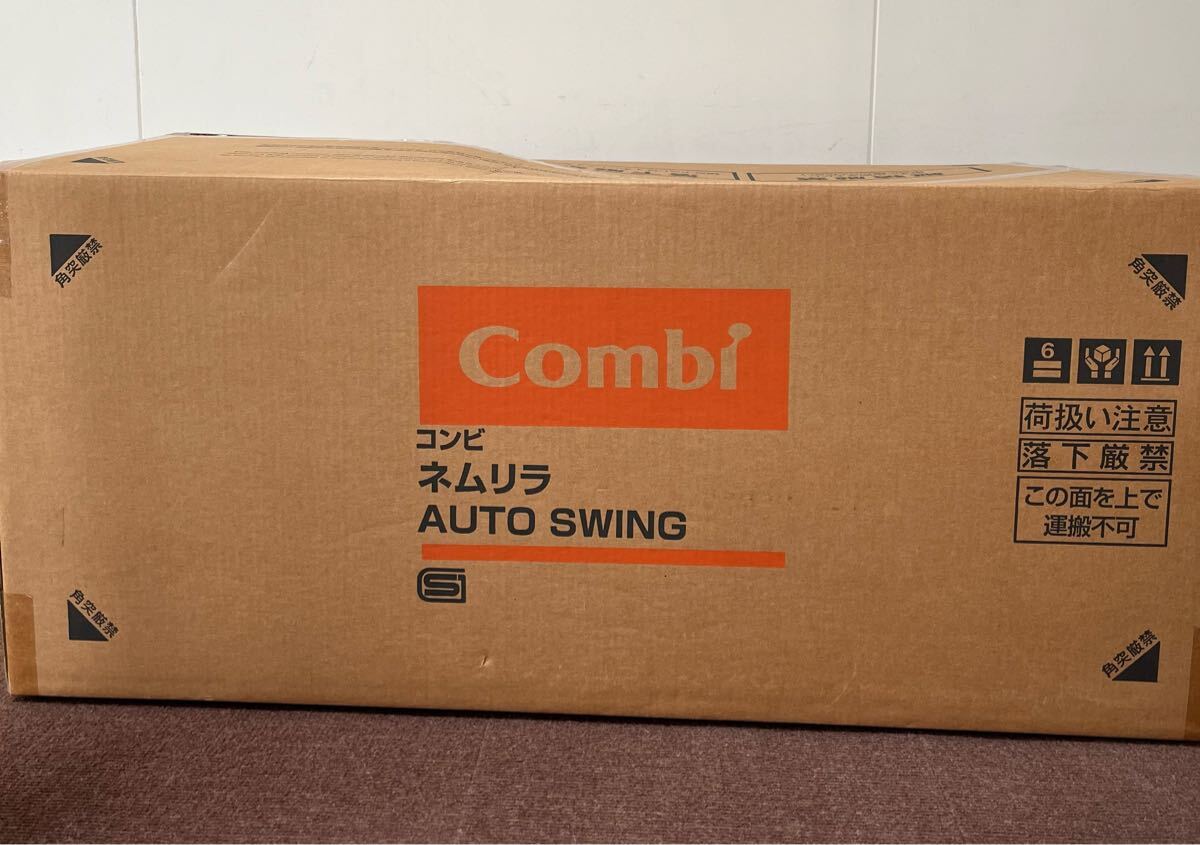 角突厳禁
角突厳禁
Combi
コンビ
ネムリラ
AUTO SWING
6
荷扱い注意
落下厳禁
この面を上で
運搬不可
角突厳禁
角突厳禁